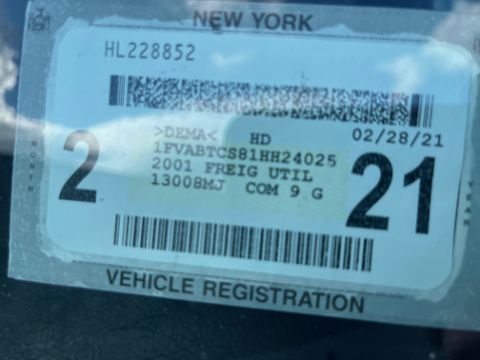 NEW YORK
HL228852
>DEMA< HD 02/28/21
1FVABTCS81HH24025
2001 FREIG UTIL
13008MJ COM 9 G
MONTH 2 21
VEHICLE REGISTRATION